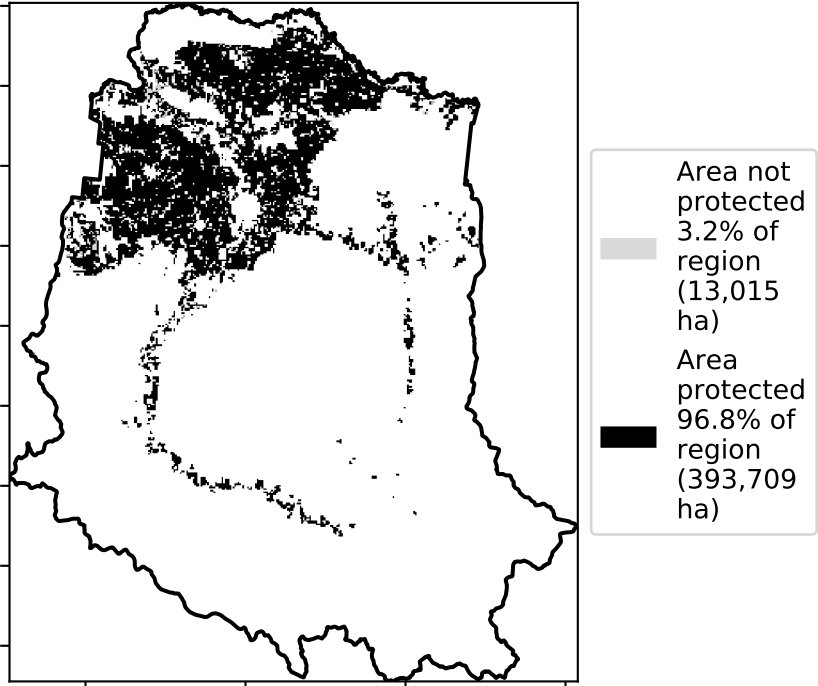 Area not
protected
3.2% of
region
(13,015
ha)
Area
protected
96.8% of
region
(393,709
ha)